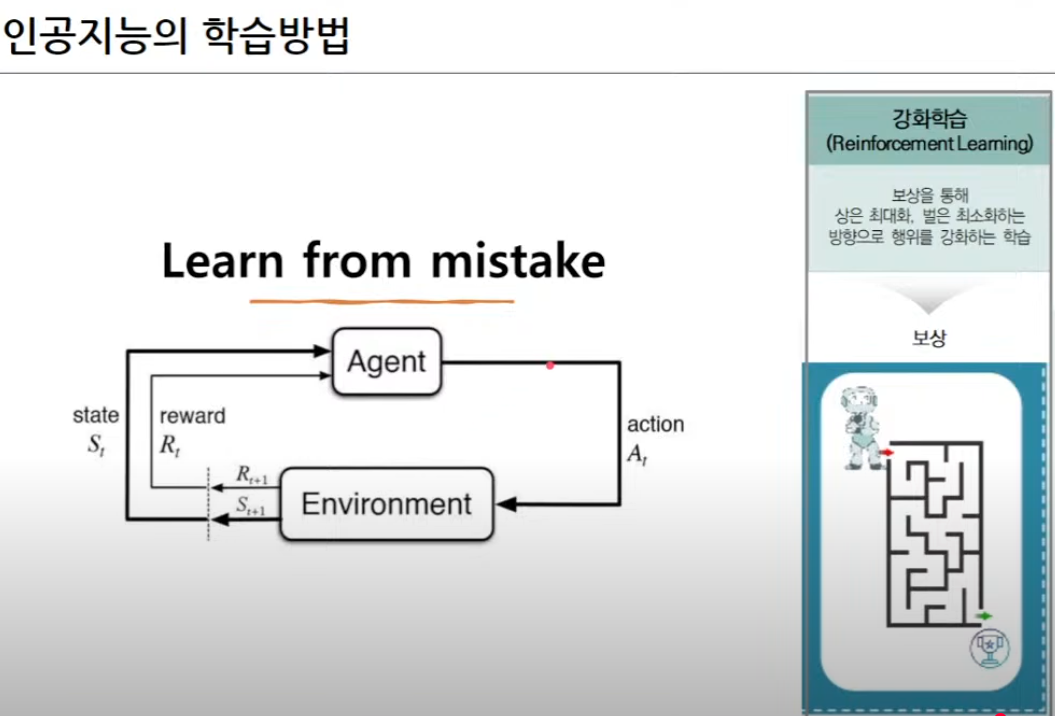 인공지능의 학습방법
Learn from mistake
Agent
state
S_t
reward
R_t
action
A_t
R_{t+1}
S_{t+1}
Environment
강화학습
(Reinforcement Learning)
보상을 통해
상은 최대화, 벌은 최소화하는
방향으로 행위를 강화하는 학습
보상